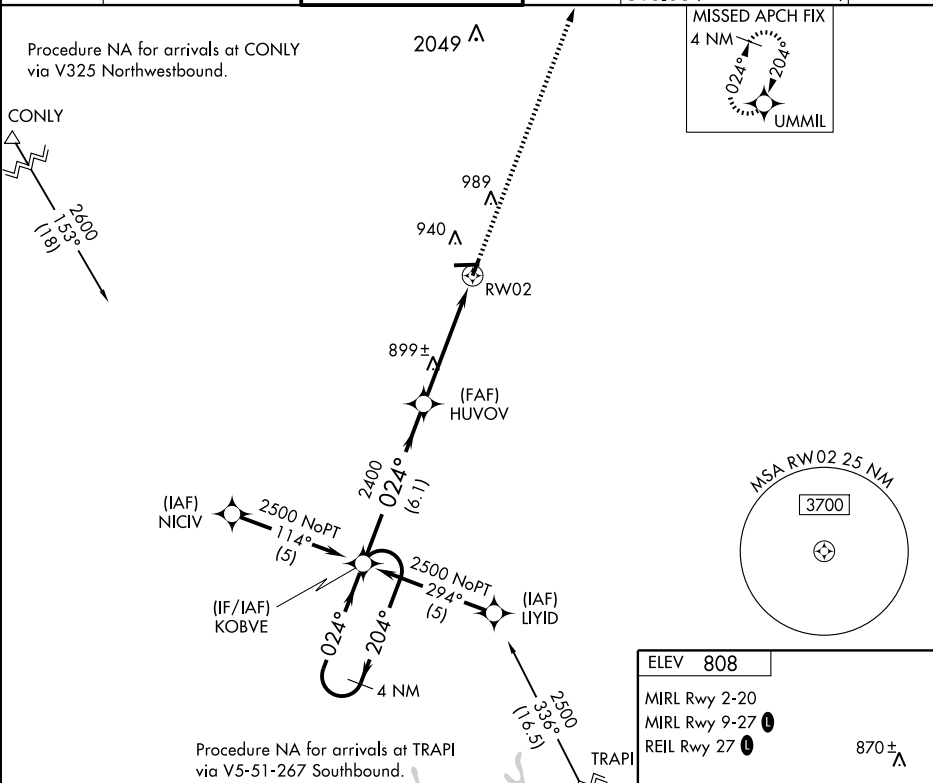 MISSED APCH FIX
4 NM
024°
204°
UMMIL
Procedure NA for arrivals at CONLY
via V325 Northwestbound.
2049
CONLY
2600
153°
(18)
989
940
RW02
899±
(FAF)
HUVOV
2400
024°
(6.1)
MSA RW02 25 NM
3700
(IAF)
NICIV
2500 NoPT
114°
(5)
2500 NoPT
294°
(5)
(IAF)
LIYID
(IF/IAF)
KOBVE
024°
204°
4 NM
2500
336°
(16.5)
TRAPI
Procedure NA for arrivals at TRAPI
via V5-51-267 Southbound.
ELEV 808
MIRL Rwy 2-20
MIRL Rwy 9-27 L
REIL Rwy 27 L
870±